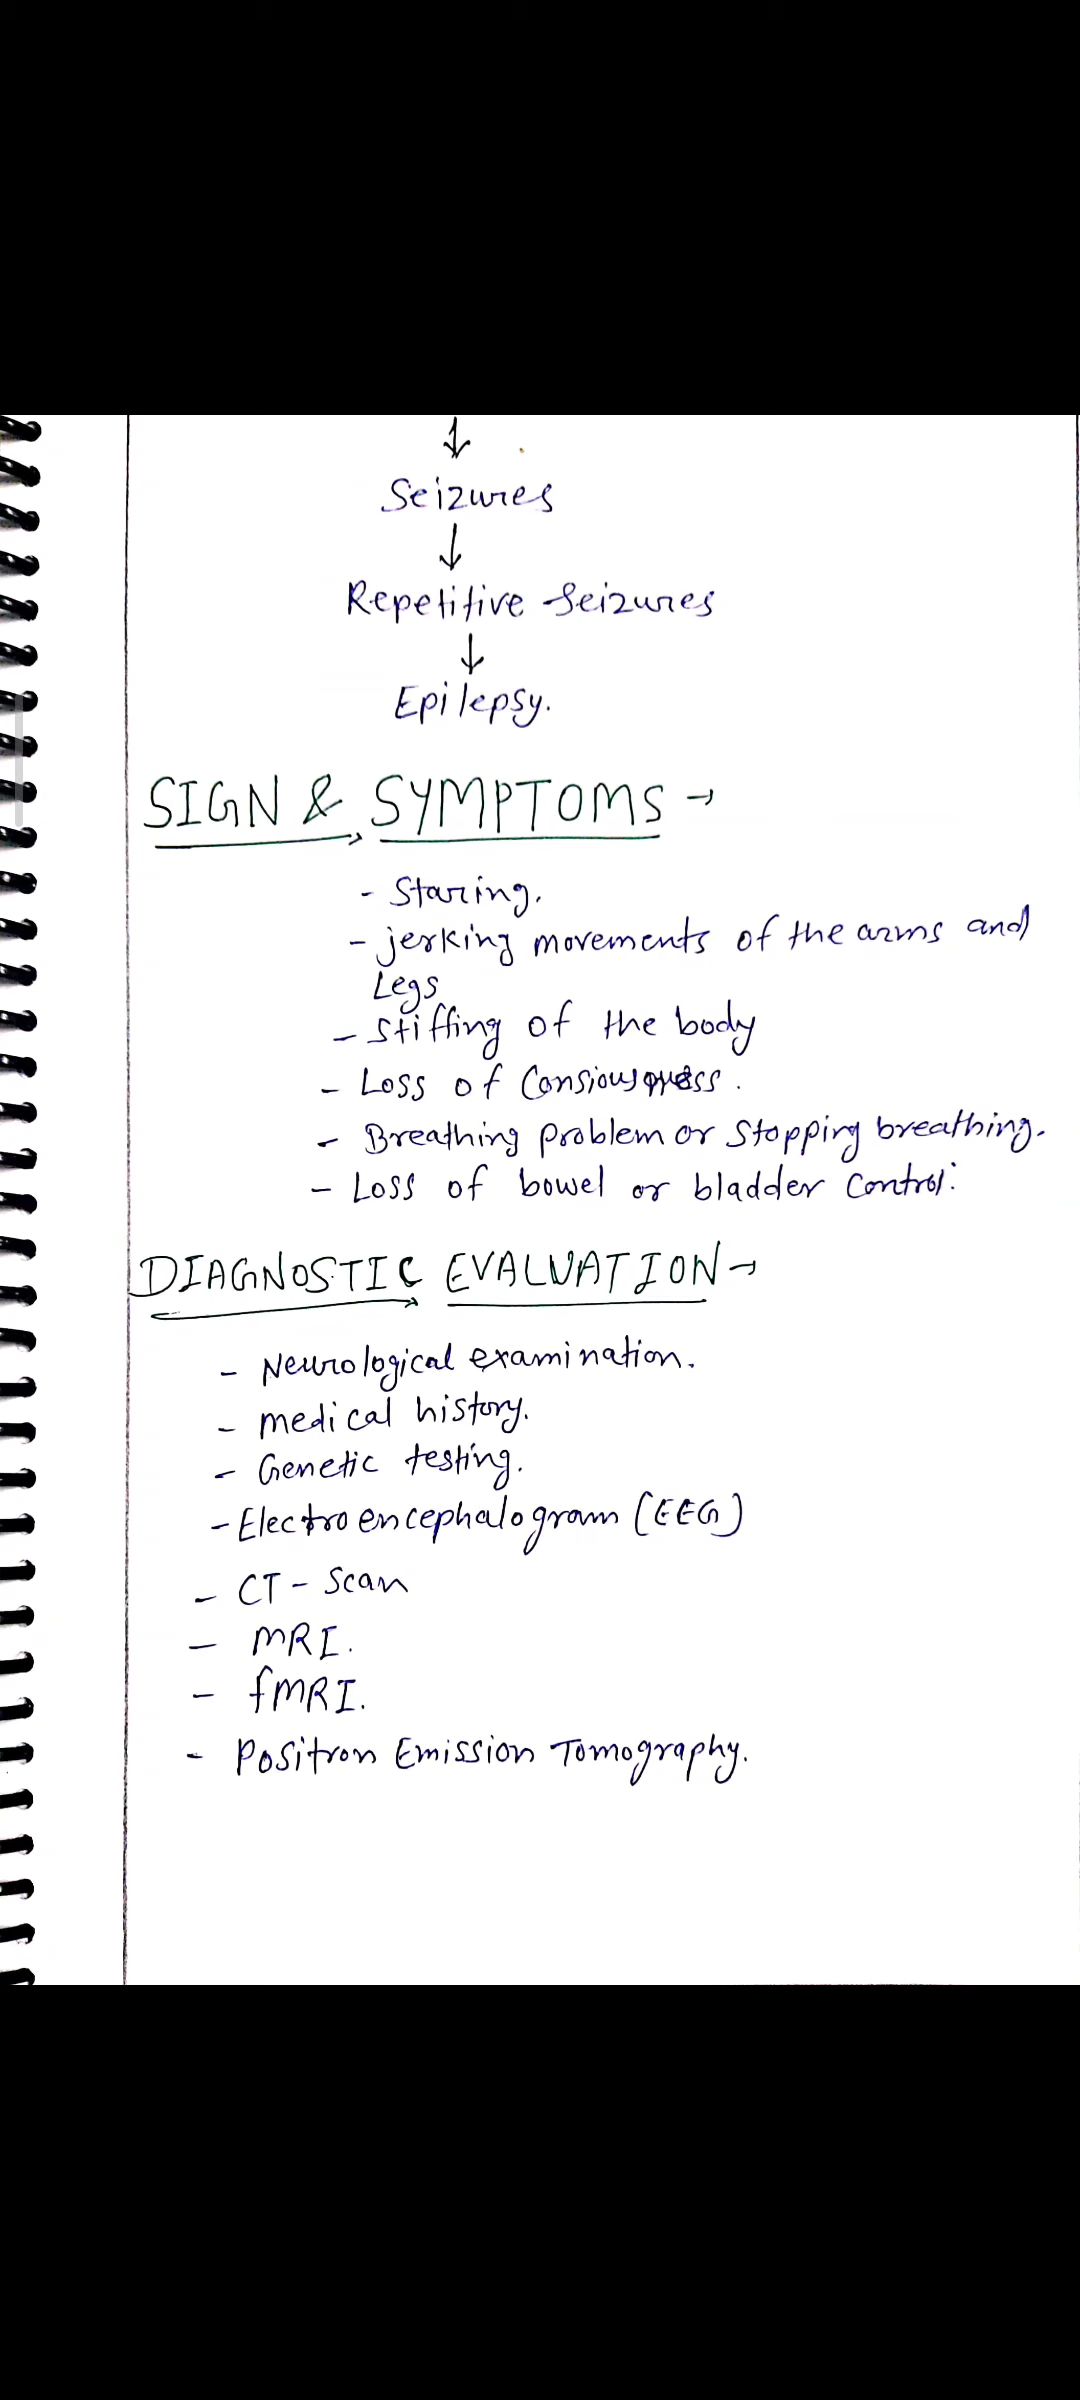 ↓
Seizures
↓
Repetitive Seizures
↓
Epilepsy.
SIGN & SYMPTOMS →
- Staring.
- jerking movements of the arms and
Legs
- Stiffing of the body
- Loss of Consiousness.
- Breathing problem or stopping breathing.
- Loss of bowel or bladder control.
DIAGNOSTIC EVALUATION →
- Neurological examination.
- medical history.
- Genetic testing.
- Electroencephalogram (EEG)
- CT - Scan
- MRI.
- fMRI.
- Positron Emission Tomography.